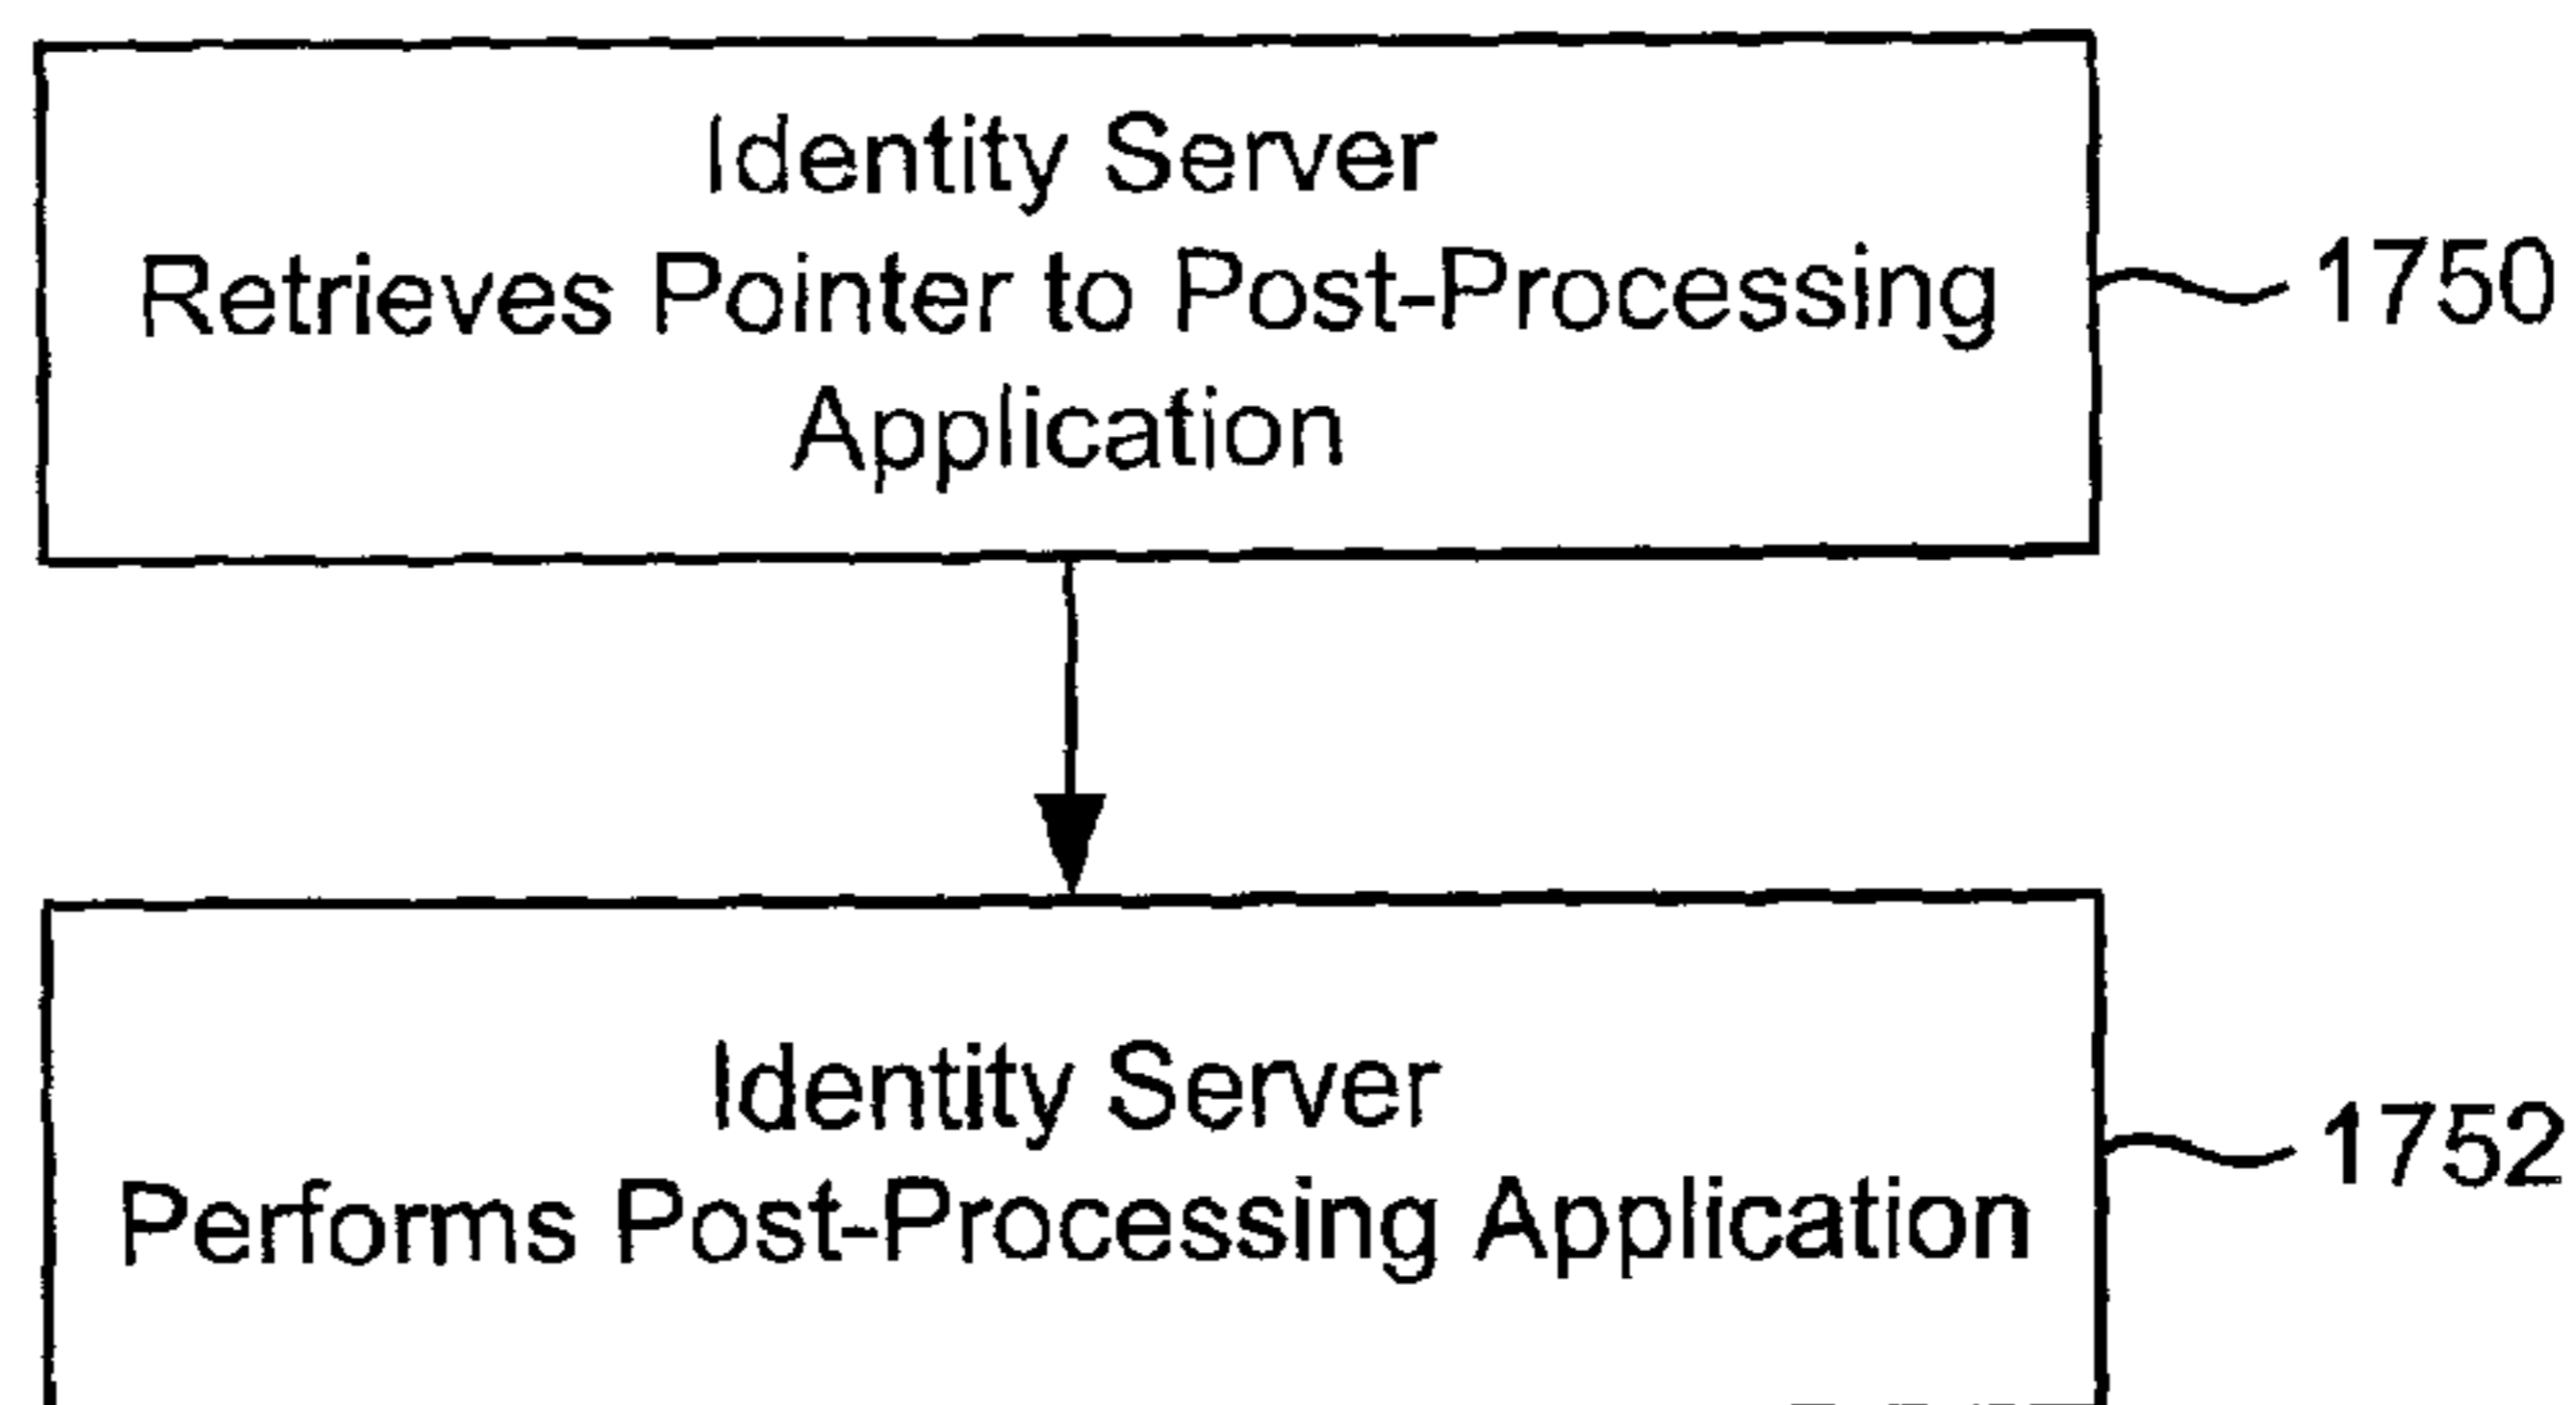 Identity Server
Retrieves Pointer to Post-Processing
Application
1750
Identity Server
Performs Post-Processing Application
1752